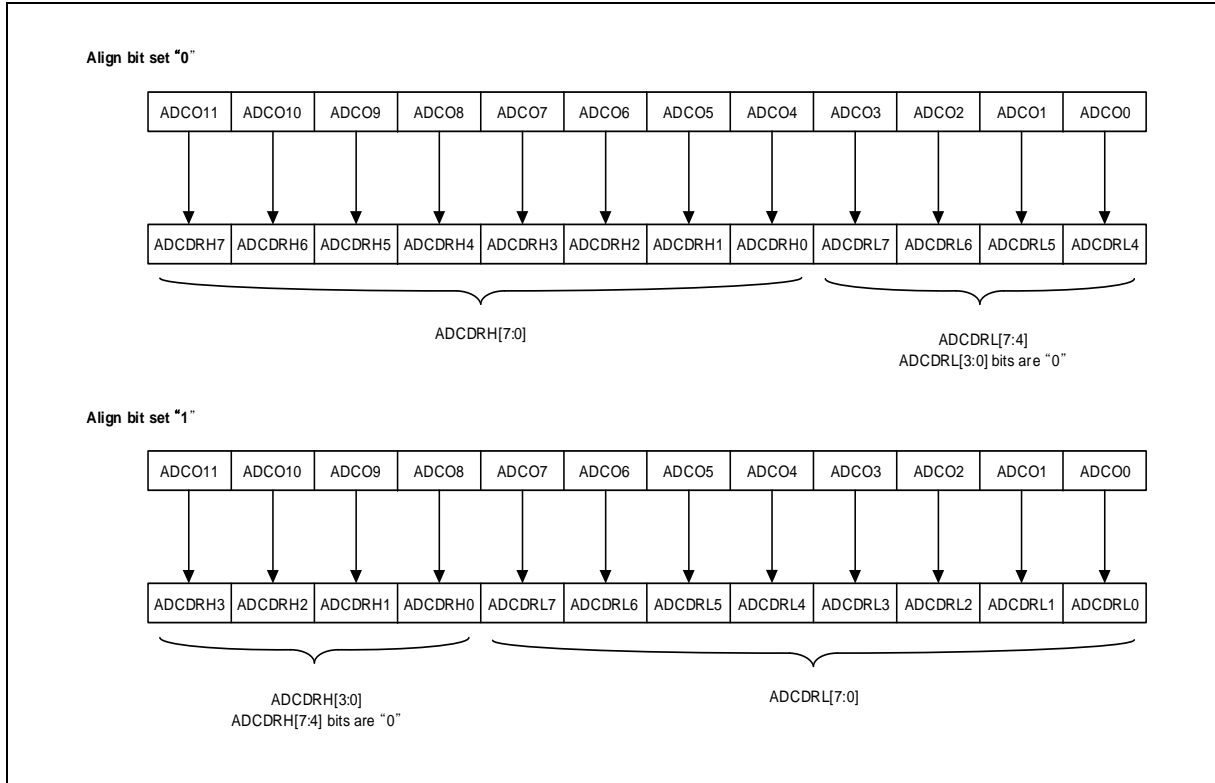 Align bit set “0”
ADCO11 ADCO10 ADCO9 ADCO8 ADCO7 ADCO6 ADCO5 ADCO4 ADCO3 ADCO2 ADCO1 ADCO0
ADCDRH7 ADCDRH6 ADCDRH5 ADCDRH4 ADCDRH3 ADCDRH2 ADCDRH1 ADCDRH0 ADCDRL7 ADCDRL6 ADCDRL5 ADCDRL4
ADCDRH[7:0]
ADCDRL[7:4]
ADCDRL[3:0] bits are “0”
Align bit set “1”
ADCO11 ADCO10 ADCO9 ADCO8 ADCO7 ADCO6 ADCO5 ADCO4 ADCO3 ADCO2 ADCO1 ADCO0
ADCDRH3 ADCDRH2 ADCDRH1 ADCDRH0 ADCDRL7 ADCDRL6 ADCDRL5 ADCDRL4 ADCDRL3 ADCDRL2 ADCDRL1 ADCDRL0
ADCDRH[3:0]
ADCDRH[7:4] bits are “0”
ADCDRL[7:0]